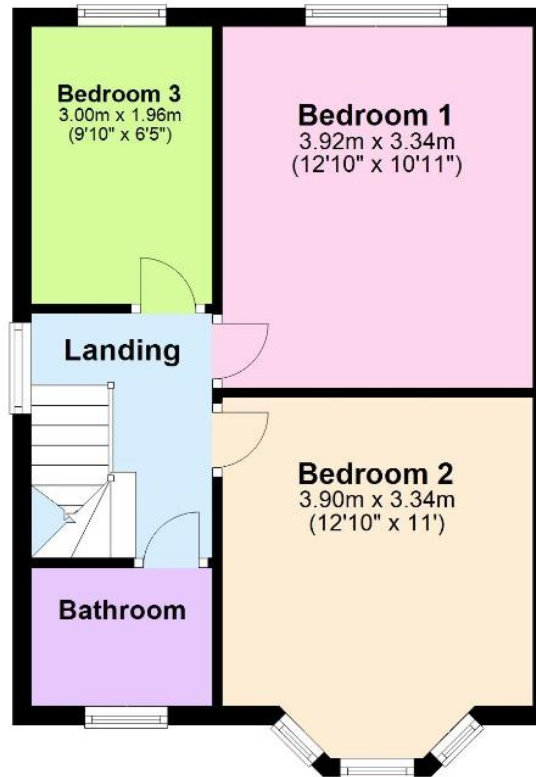 Bedroom 3
3.00m x 1.96m
(9'10" x 6'5")
Bedroom 1
3.92m x 3.34m
(12'10" x 10'11")
Landing
Bedroom 2
3.90m x 3.34m
(12'10" x 11')
Bathroom